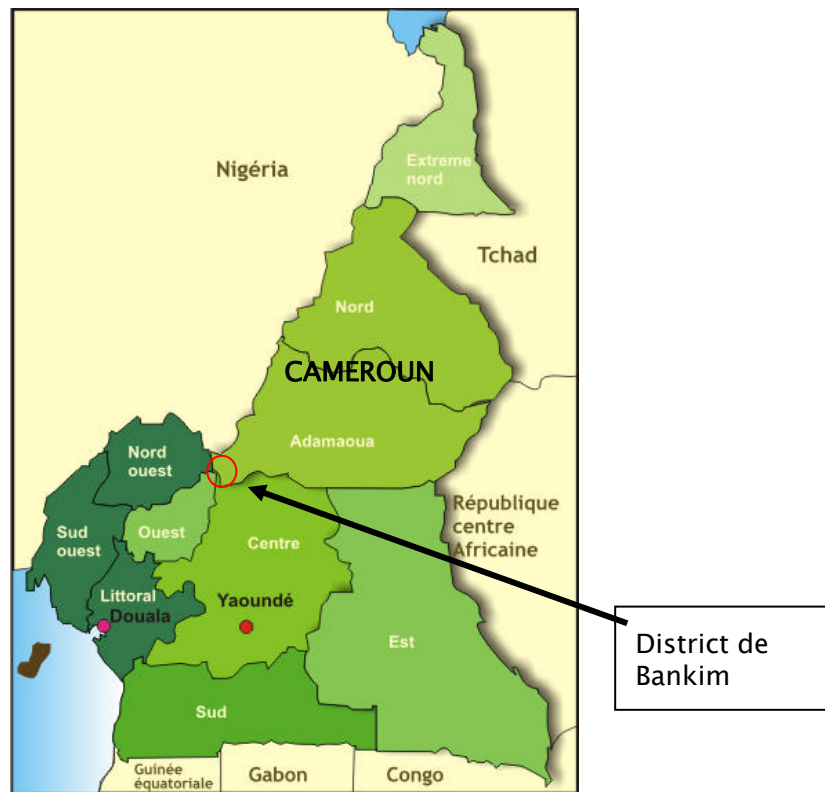 Nigéria
Extreme
nord
Tchad
Nord
CAMEROUN
Adamaoua
Nord
ouest
République
centre
Africaine
Ouest
Sud
ouest
Centre
Littoral
Douala
Yaoundé
Est
District de
Bankim
Sud
Guinée
équatoriale
Gabon
Congo